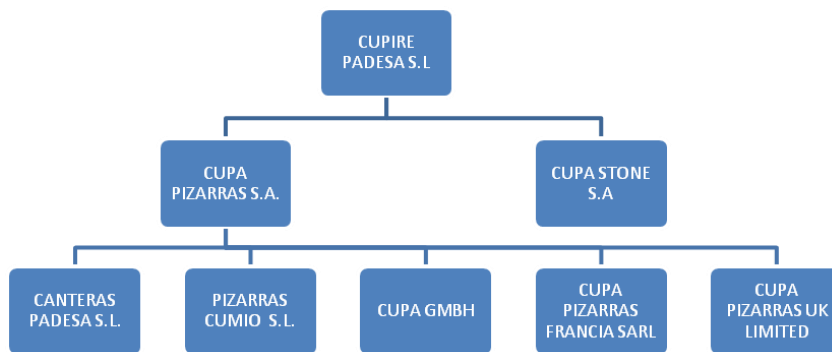 CUPIRE
PADESA S.L
CUPA
PIZARRAS S.A.
CUPA STONE
S.A
CANTERAS
PADESA S.L.
PIZARRAS
CUMIO S.L.
CUPA GMBH
CUPA
PIZARRAS
FRANCIA SARL
CUPA
PIZARRAS UK
LIMITED